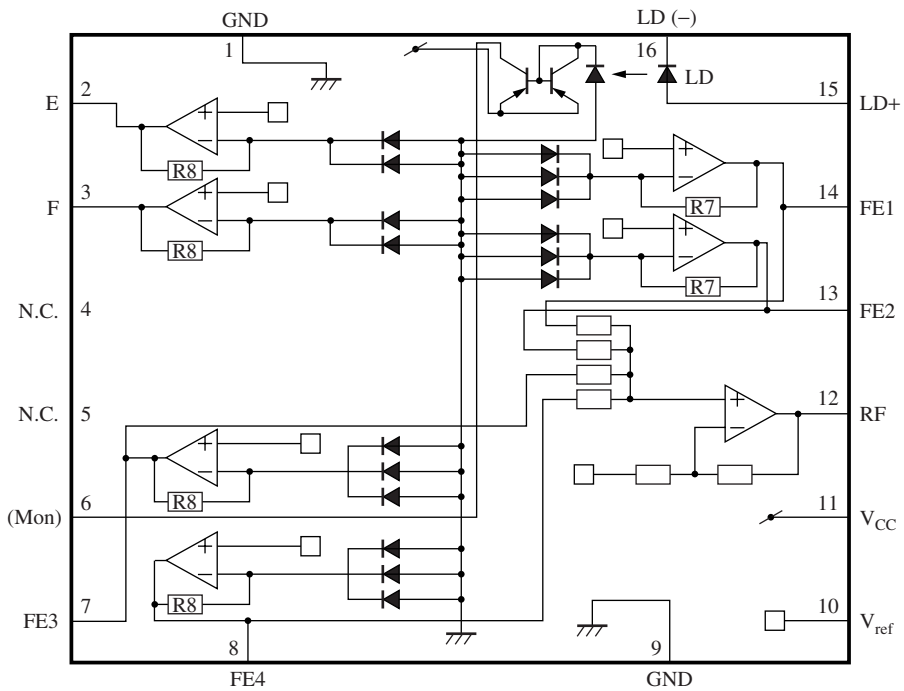 GND
LD (−)
1
16
LD
2
15
E
LD+
+
−
R8
+
−
R7
3
14
F
FE1
+
−
R8
+
−
R7
N.C.
4
13
FE2
N.C.
5
12
RF
+
−
+
−
R8
(Mon)
6
11
VCC
+
−
R8
FE3
7
10
Vref
8
9
FE4
GND